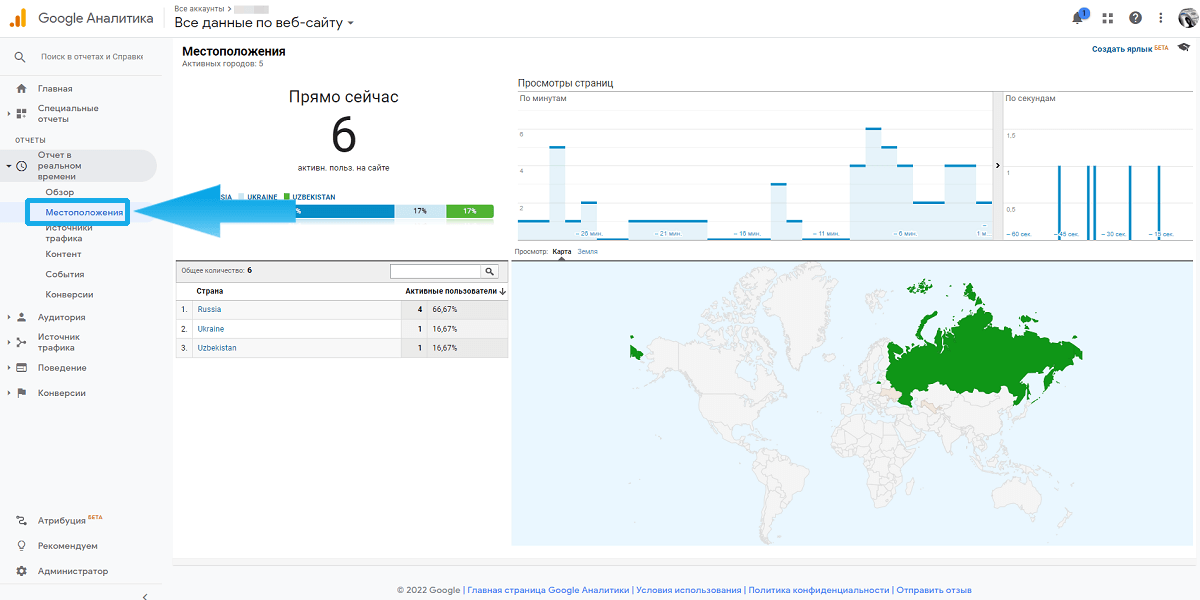 Google Аналитика
Все аккаунты >
Все данные по веб-сайту
1
Поиск в отчетах и Справке
Главная
Специальные
отчеты
ОТЧЕТЫ
Отчет в
реальном
времени
Обзор
Местоположения
Источники
трафика
Контент
События
Конверсии
Аудитория
Источник
трафика
Поведение
Конверсии
Атрибуция БЕТА
Рекомендуем
Администратор
Местоположения
Активных городов: 5
Создать ярлык БЕТА
Прямо сейчас
6
активн. польз. на сайте
UKRAINE UZBEKISTAN
17% 17%
Просмотры страниц
По минутам
6
4
2
– 26 мин. – 21 мин. – 16 мин. – 11 мин. – 6 мин. – 1 м…
По секундам
1.5
1
0.5
– 60 сек. – 45 сек. – 30 сек. – 15 сек.
Общее количество: 6
Страна Активные пользователи
1. Russia 4 66,67%
2. Ukraine 1 16,67%
3. Uzbekistan 1 16,67%
Просмотр: Карта Земля
© 2022 Google | Главная страница Google Аналитики | Условия использования | Политика конфиденциальности | Отправить отзыв